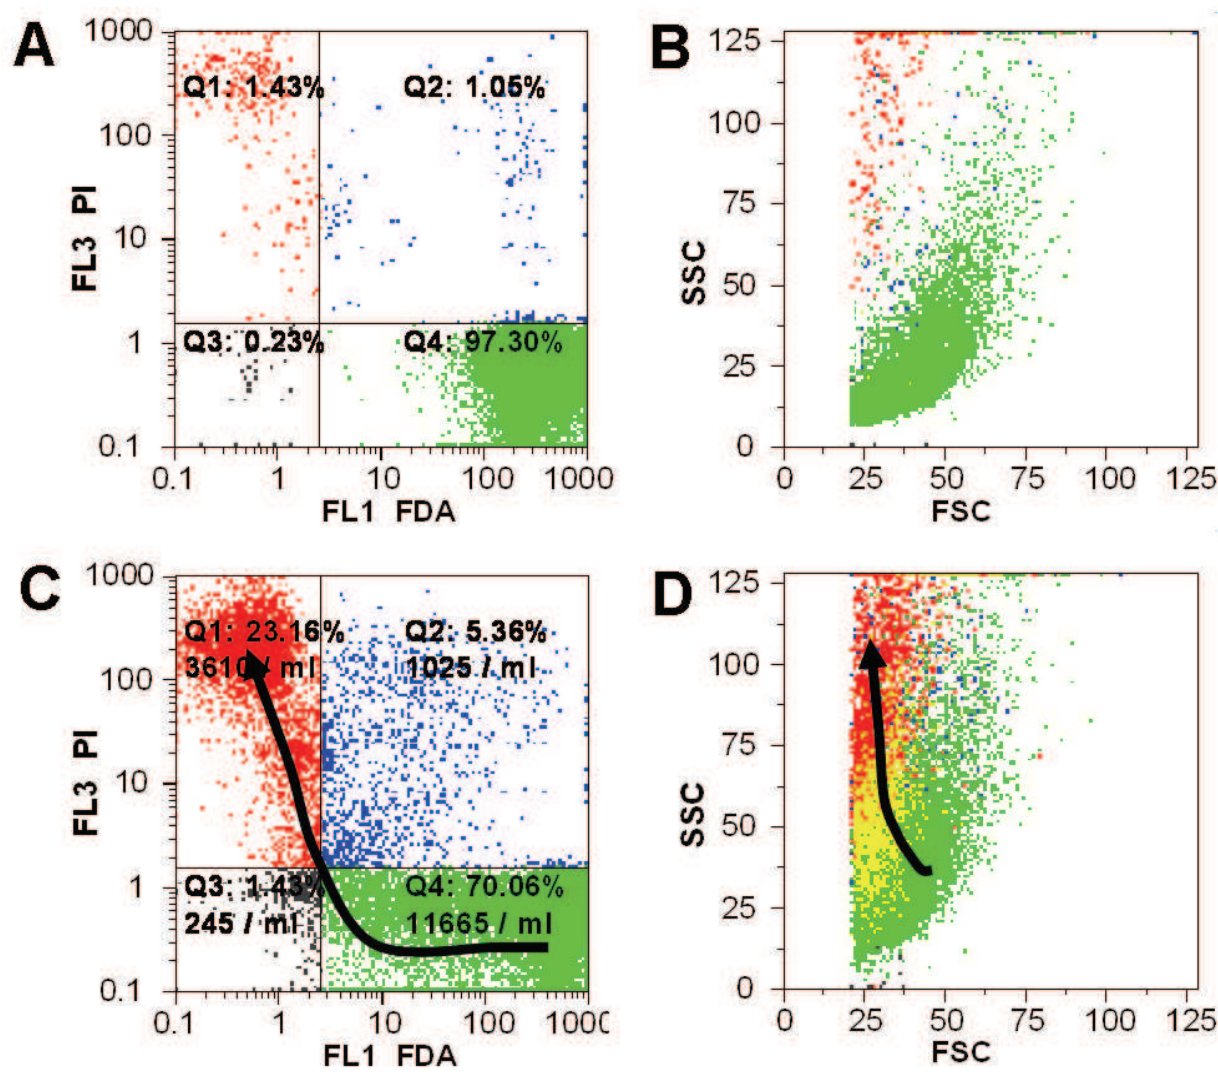 A
1000
100
10
1
0.1
FL3 PI
Q1: 1.43%
Q2: 1.05%
Q3: 0.23%
Q4: 97.30%
0.1 1 10 100 1000
FL1 FDA
B
125
100
75
50
25
0
SSC
0 25 50 75 100 125
FSC
C
1000
100
10
1
0.1
FL3 PI
Q1: 23.16%
3610 / ml
Q2: 5.36%
1025 / ml
Q3: 1.43%
245 / ml
Q4: 70.06%
11665 / ml
0.1 1 10 100 1000
FL1 FDA
D
125
100
75
50
25
0
SSC
0 25 50 75 100 125
FSC